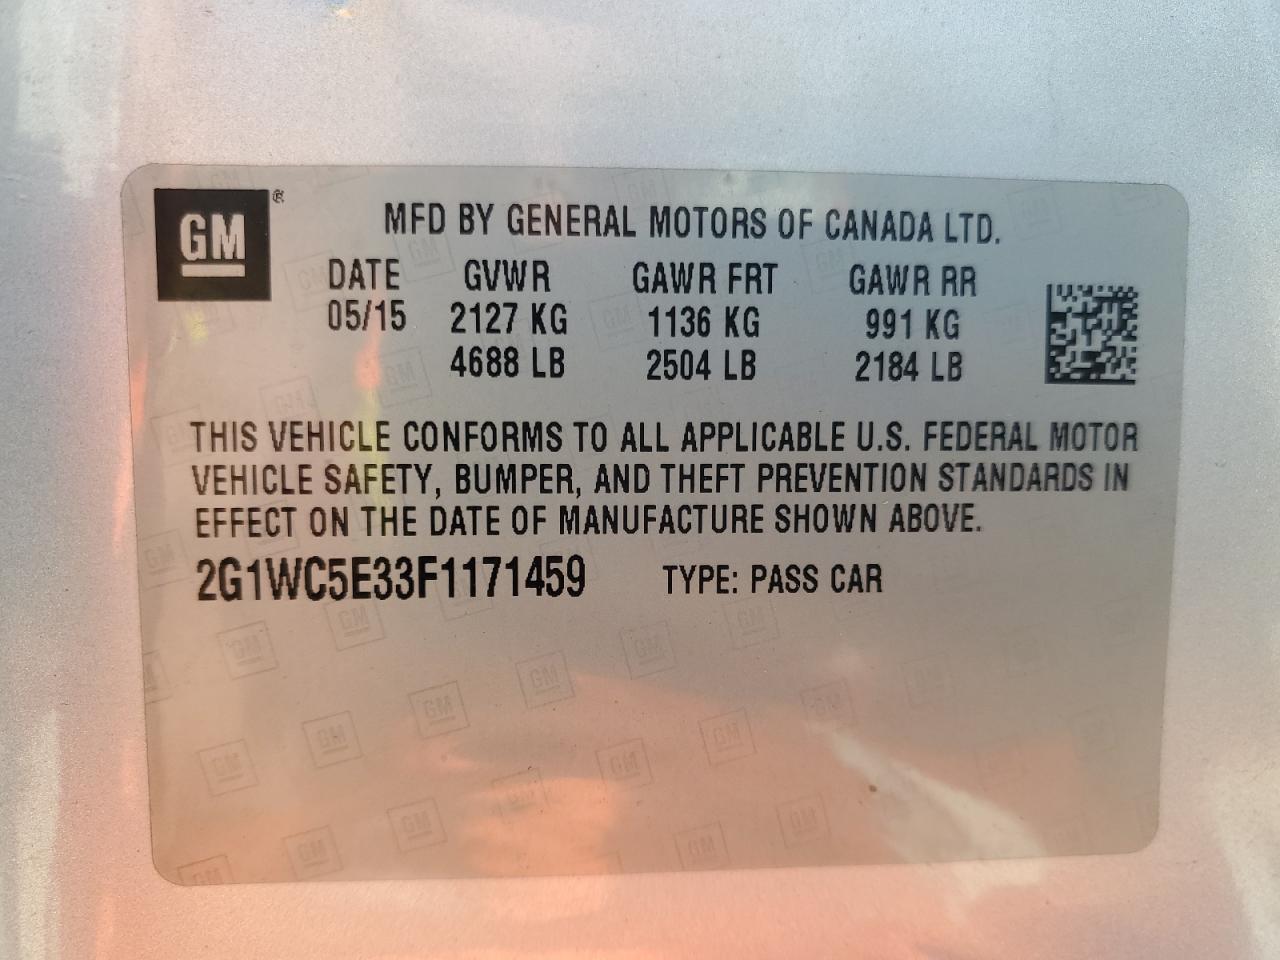 GM ®
MFD BY GENERAL MOTORS OF CANADA LTD.
DATE GVWR GAWR FRT GAWR RR
05/15 2127 KG 1136 KG 991 KG
4688 LB 2504 LB 2184 LB
THIS VEHICLE CONFORMS TO ALL APPLICABLE U.S. FEDERAL MOTOR
VEHICLE SAFETY, BUMPER, AND THEFT PREVENTION STANDARDS IN
EFFECT ON THE DATE OF MANUFACTURE SHOWN ABOVE.
2G1WC5E33F1171459 TYPE: PASS CAR